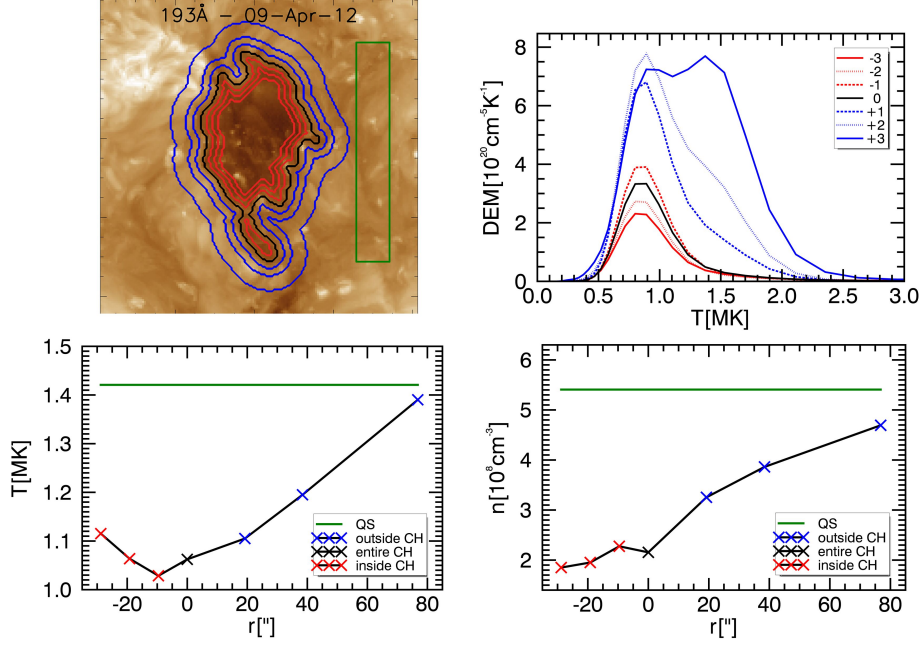 193Å - 09-Apr-12
DEM[10²⁰cm⁻⁵K⁻¹]
8
6
4
2
0
-3
-2
-1
0
+1
+2
+3
0.0 0.5 1.0 1.5 2.0 2.5 3.0
T[MK]
T[MK]
1.5
1.4
1.3
1.2
1.1
1.0
QS
outside CH
entire CH
inside CH
-20 0 20 40 60 80
r["]
n[10⁸cm⁻³]
6
5
4
3
2
QS
outside CH
entire CH
inside CH
-20 0 20 40 60 80
r["]